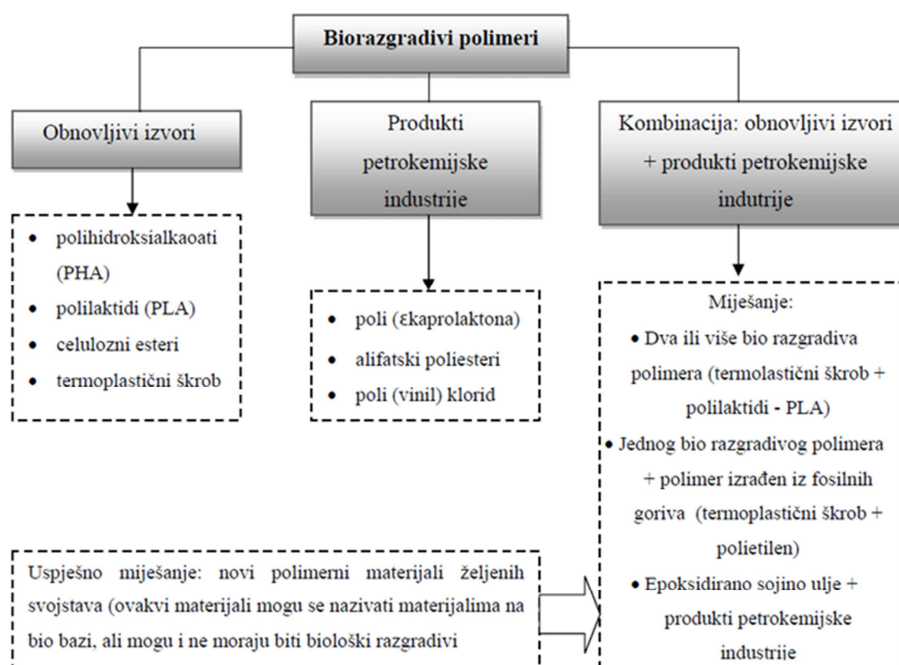 Biorazgradivi polimeri
Obnovljivi izvori
• polihidroksialkaoati
(PHA)
• polilaktidi (PLA)
• celulozni esteri
• termoplastični škrob
Produkti
petrokemijske
industrije
• poli (εkaprolaktona)
• alifatski poliesteri
• poli (vinil) klorid
Kombinacija: obnovljivi izvori
+ produkti petrokemijske
indutrije
Miješanje:
• Dva ili više bio razgradiva
polimera (termolastični škrob +
polilaktidi - PLA)
• Jednog bio razgradivog polimera
+ polimer izrađen iz fosilnih
goriva (termoplastični škrob +
polietilen)
• Epoksidirano sojino ulje +
produkti petrokemijske
industrije
Uspješno miješanje: novi polimerni materijali željenih
svojstava (ovakvi materijali mogu se nazivati materijalima na
bio bazi, ali mogu i ne moraju biti biološki razgradivi